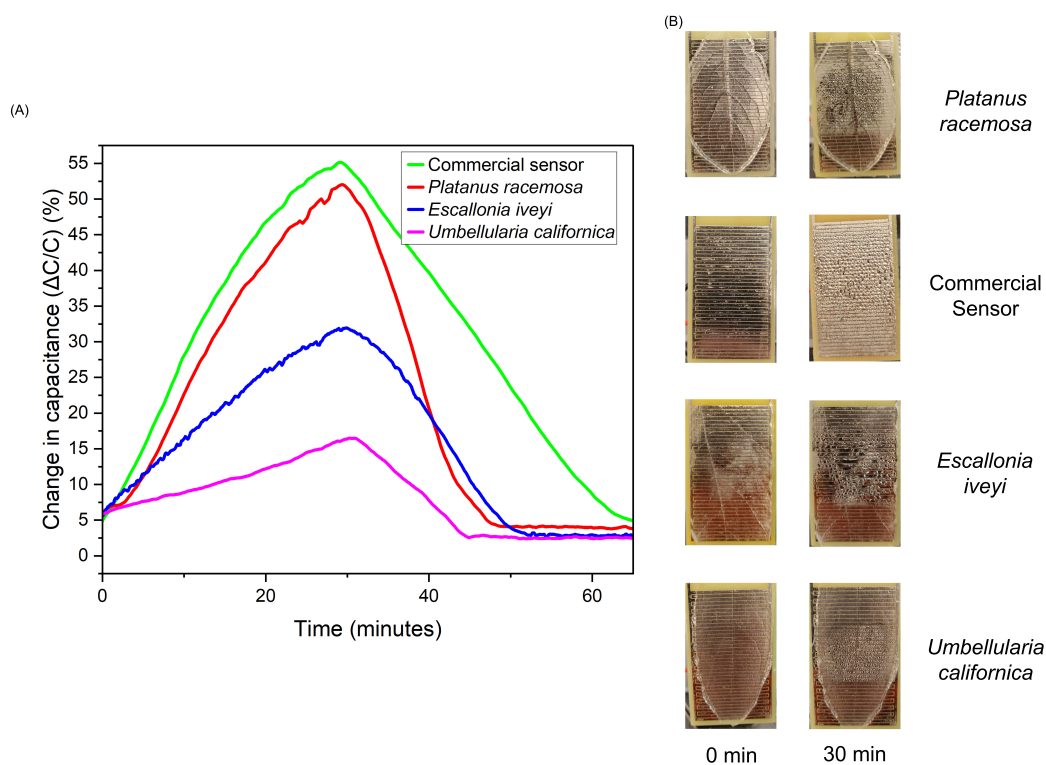 (A)
Change in capacitance (ΔC/C) (%)
55
50
45
40
35
30
25
20
15
10
5
0
0
20
40
60
Time (minutes)
Commercial sensor
Platanus racemosa
Escallonia iveyi
Umbellularia californica
(B)
Platanus
racemosa
Commercial
Sensor
Escallonia
iveyi
Umbellularia
californica
0 min
30 min